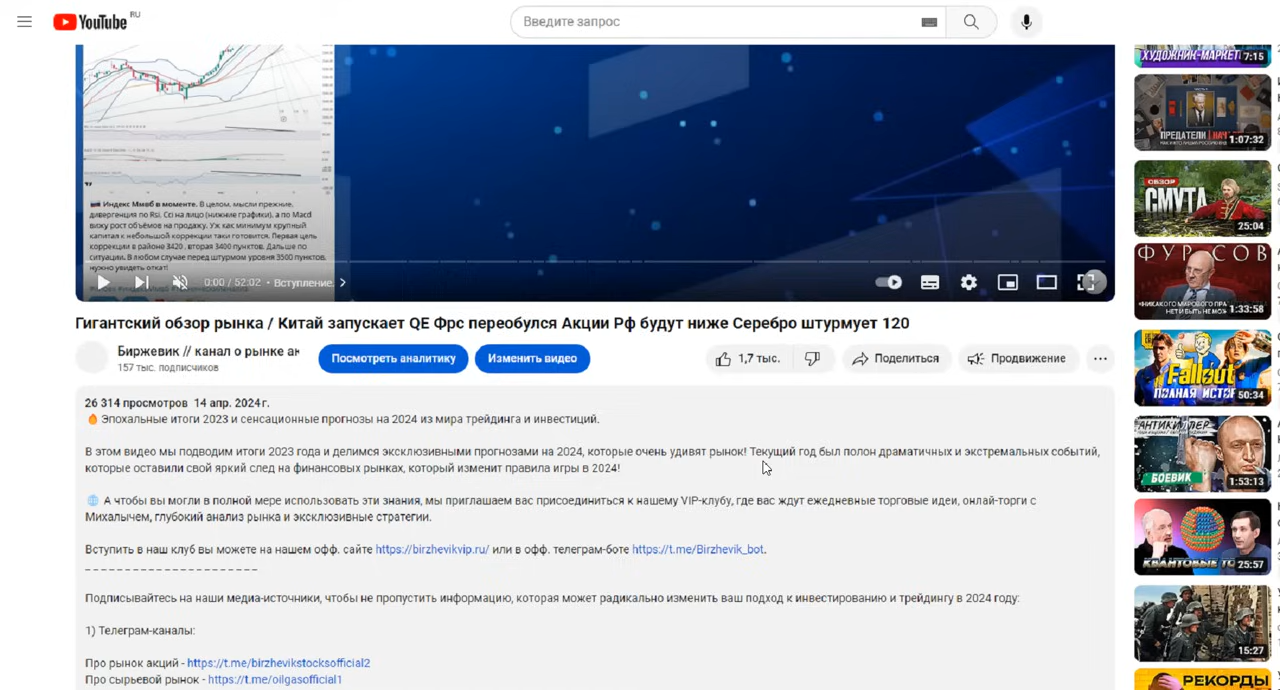 YouTube RU
Введите запрос
Индекс Ммвб в моменте. В целом, мысли прежние,
дивергенция по Rsi, Cci на лицо (нижние графики), а по Macd
вижу рост объёмов на продажу. Уж как минимум крупный
капитал к небольшой коррекции таки готовится. Первая цель
коррекции в районе 3420, вторая 3400 пунктов. Дальше по
ситуации. В любом случае перед штурмом уровня 3500 пунктов,
нужно увидеть откат!
0:00 / 52:02 • Вступление.
Гигантский обзор рынка / Китай запускает QE Фрс переобулся Акции Рф будут ниже Серебро штурмует 120
Биржевик // канал о рынке ак
157 тыс. подписчиков
Посмотреть аналитику
Изменить видео
1,7 тыс.
Поделиться
Продвижение
26 314 просмотров 14 апр. 2024 г.
Эпохальные итоги 2023 и сенсационные прогнозы на 2024 из мира трейдинга и инвестиций.
В этом видео мы подводим итоги 2023 года и делимся эксклюзивными прогнозами на 2024, которые очень удивят рынок! Текущий год был полон драматичных и экстремальных событий,
которые оставили свой яркий след на финансовых рынках, который изменит правила игры в 2024!
А чтобы вы могли в полной мере использовать эти знания, мы приглашаем вас присоединиться к нашему VIP-клубу, где вас ждут ежедневные торговые идеи, онлай-торги с
Михалычем, глубокий анализ рынка и эксклюзивные стратегии.
Вступить в наш клуб вы можете на нашем офф. сайте https://birzhevikvip.ru/ или в офф. телеграм-боте https://t.me/Birzhevik_bot.
_ _ _ _ _ _ _ _ _ _ _ _ _ _ _ _ _ _ _ _ _ _
Подписывайтесь на наши медиа-источники, чтобы не пропустить информацию, которая может радикально изменить ваш подход к инвестированию и трейдингу в 2024 году:
1) Телеграм-каналы:
Про рынок акций - https://t.me/birzhevikstocksofficial2
Про сырьевой рынок - https://t.me/oilgasofficial1
ХУДОЖНИК-МАРКЕТ 7:15
ПРЕДАТЕЛИ
1:07:32
ОБЗОР
СМУТА
25:04
ФУРСОВ
«НИКАКОГО МИРОВОГО ПРА
НЕТ И БЫТЬ НЕ МОЖ
1:33:58
Fallout
ПОЛНАЯ ИСТОР 50:34
АНТИКИЛЛЕР
БОЕВИК
1:53:13
КВАНТОВЫЕ ТО 25:57
15:27
РЕКОРДЫ